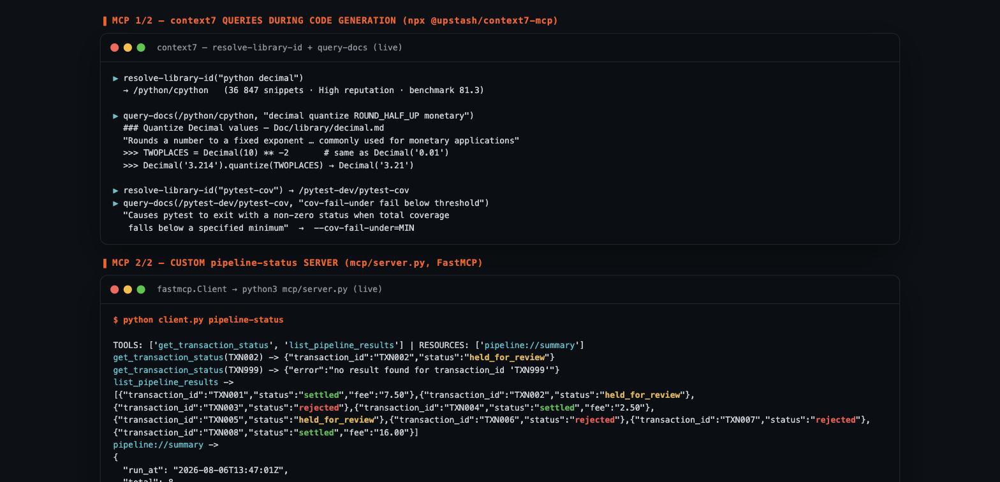 ▌ MCP 1/2 — context7 QUERIES DURING CODE GENERATION (npx @upstash/context7-mcp)
context7 — resolve-library-id + query-docs (live)
▶ resolve-library-id("python decimal")
→ /python/cpython (36 847 snippets · High reputation · benchmark 81.3)
▶ query-docs(/python/cpython, "decimal quantize ROUND_HALF_UP monetary")
### Quantize Decimal values — Doc/library/decimal.md
"Rounds a number to a fixed exponent … commonly used for monetary applications"
>>> TWOPLACES = Decimal(10) ** -2 # same as Decimal('0.01')
>>> Decimal('3.214').quantize(TWOPLACES) → Decimal('3.21')
▶ resolve-library-id("pytest-cov") → /pytest-dev/pytest-cov
▶ query-docs(/pytest-dev/pytest-cov, "cov-fail-under fail below threshold")
"Causes pytest to exit with a non-zero status when total coverage
falls below a specified minimum" → --cov-fail-under=MIN
▌ MCP 2/2 — CUSTOM pipeline-status SERVER (mcp/server.py, FastMCP)
fastmcp.Client → python3 mcp/server.py (live)
$ python client.py pipeline-status
TOOLS: ['get_transaction_status', 'list_pipeline_results'] | RESOURCES: ['pipeline://summary']
get_transaction_status(TXN002) -> {"transaction_id":"TXN002","status":"held_for_review"}
get_transaction_status(TXN999) -> {"error":"no result found for transaction_id 'TXN999'"}
list_pipeline_results ->
[{"transaction_id":"TXN001","status":"settled","fee":"7.50"},{"transaction_id":"TXN002","status":"held_for_review"},
{"transaction_id":"TXN003","status":"rejected"},{"transaction_id":"TXN004","status":"settled","fee":"2.50"},
{"transaction_id":"TXN005","status":"held_for_review"},{"transaction_id":"TXN006","status":"rejected"},{"transaction_id":"TXN007","status":"rejected"},
{"transaction_id":"TXN008","status":"settled","fee":"16.00"}]
pipeline://summary ->
{
"run_at": "2026-08-06T13:47:01Z",
"total": 8